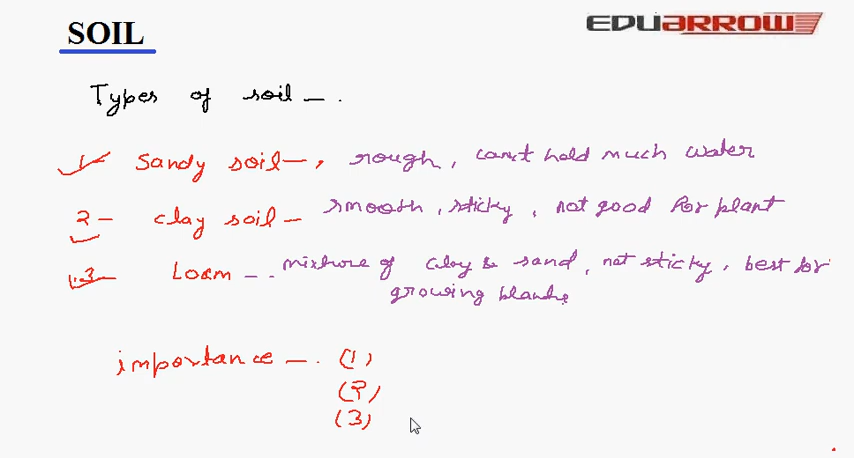 SOIL
EDUARROW
Types of soil - .
1- Sandy soil - , rough, can't hold much water
2- clay soil - smooth, sticky, not good for plant
3- Loam - . mixture of clay & sand, not sticky, best for
growing plants
importance - . (1)
(2)
(3)